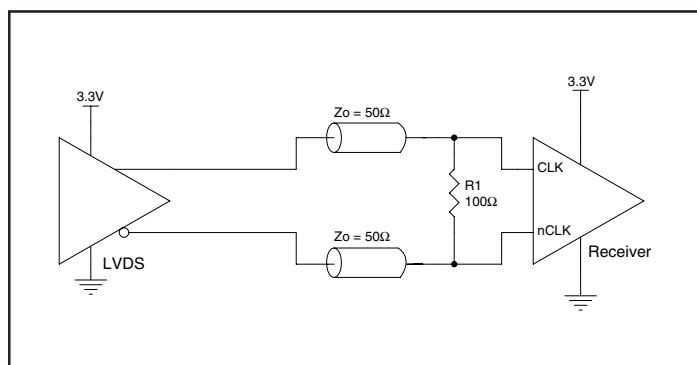 3.3V
3.3V
Zo = 50Ω
CLK
R1
100Ω
nCLK
Zo = 50Ω
Receiver
LVDS